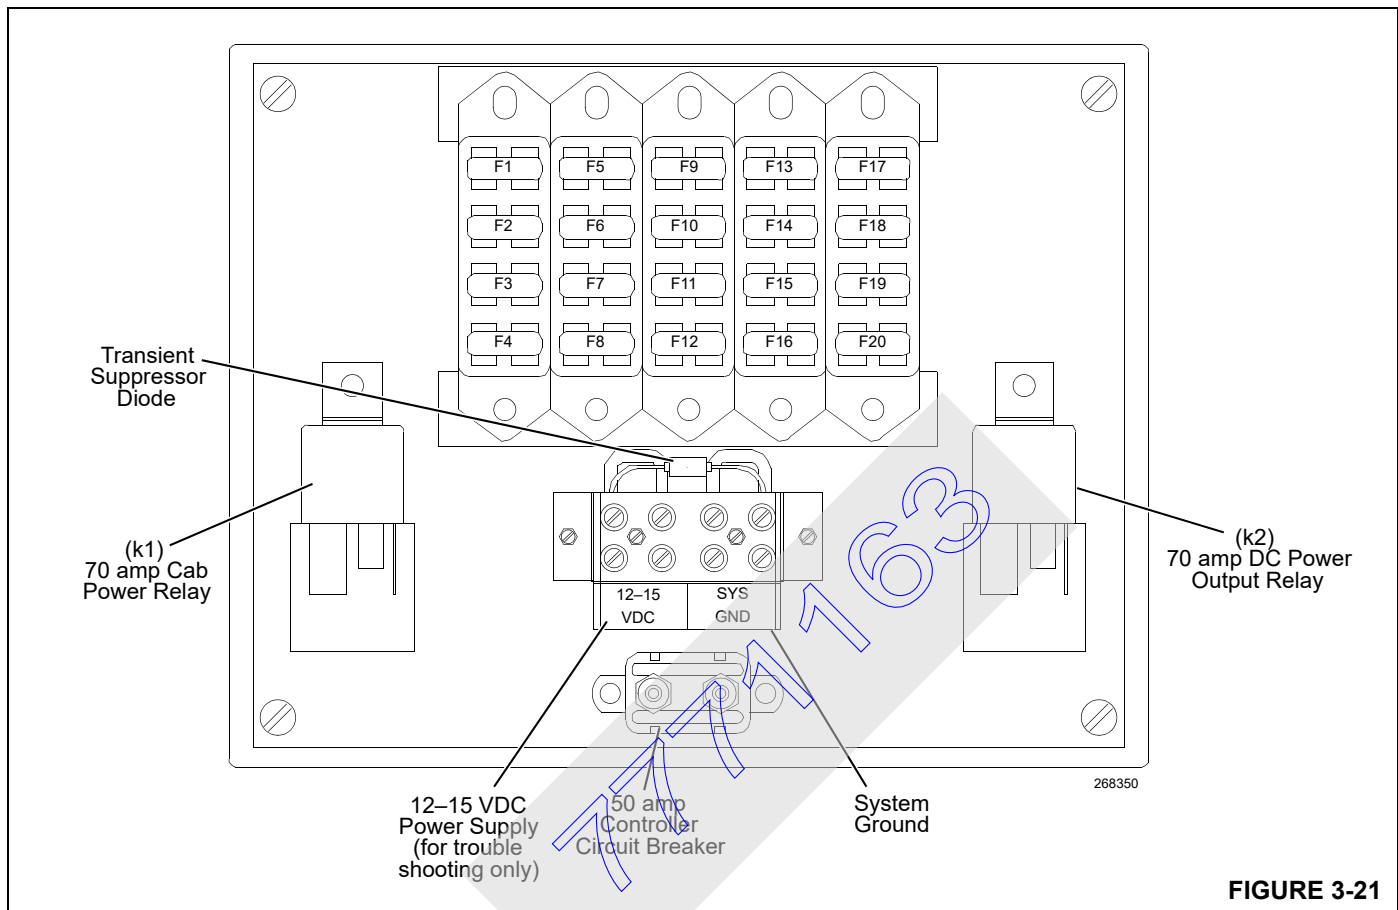 F1 F5 F9 F13 F17
F2 F6 F10 F14 F18
F3 F7 F11 F15 F19
F4 F8 F12 F16 F20
Transient
Suppressor
Diode
(k1)
70 amp Cab
Power Relay
(k2)
70 amp DC Power
Output Relay
12–15
VDC
SYS
GND
12–15 VDC
Power Supply
(for trouble
shooting only)
50 amp
Controller
Circuit Breaker
System
Ground
268350
7771163
FIGURE 3-21